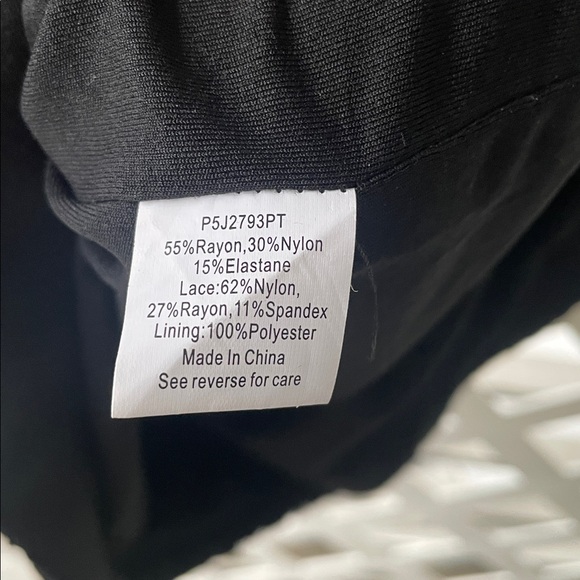 P5J2793PT
55%Rayon,30%Nylon
15%Elastane
Lace:62%Nylon,
27%Rayon,11%Spandex
Lining:100%Polyester
Made In China
See reverse for care